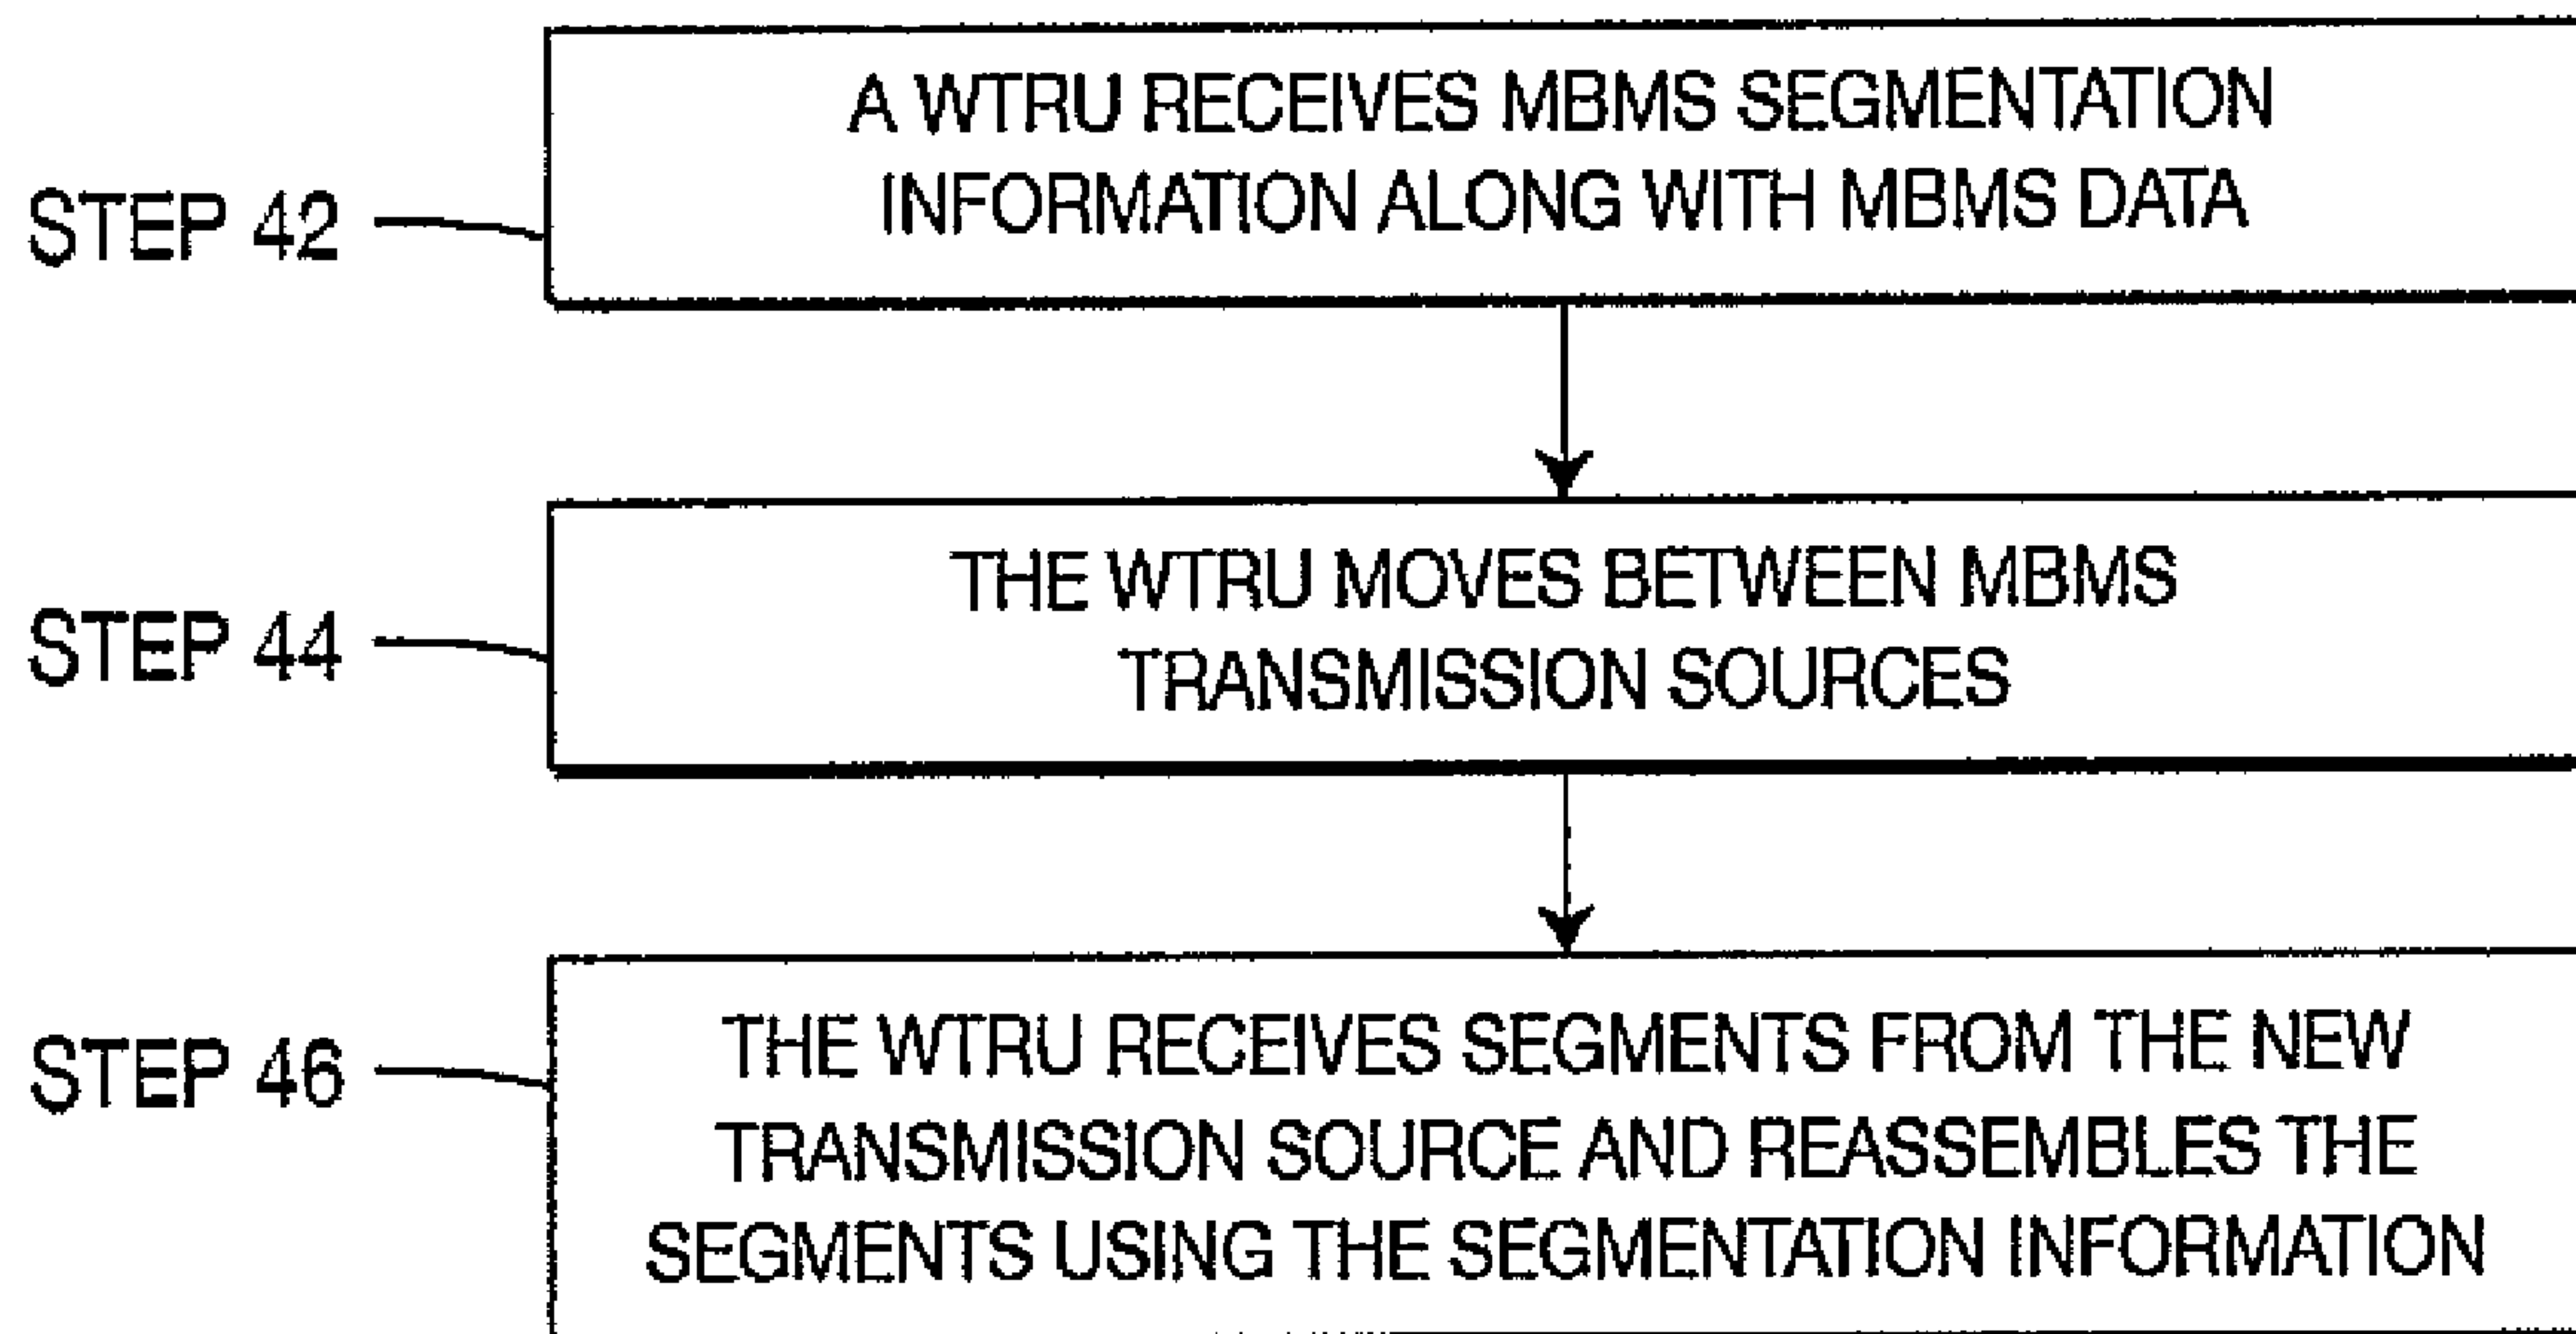 A WTRU RECEIVES MBMS SEGMENTATION
INFORMATION ALONG WITH MBMS DATA
STEP 42
THE WTRU MOVES BETWEEN MBMS
TRANSMISSION SOURCES
STEP 44
THE WTRU RECEIVES SEGMENTS FROM THE NEW
TRANSMISSION SOURCE AND REASSEMBLES THE
SEGMENTS USING THE SEGMENTATION INFORMATION
STEP 46